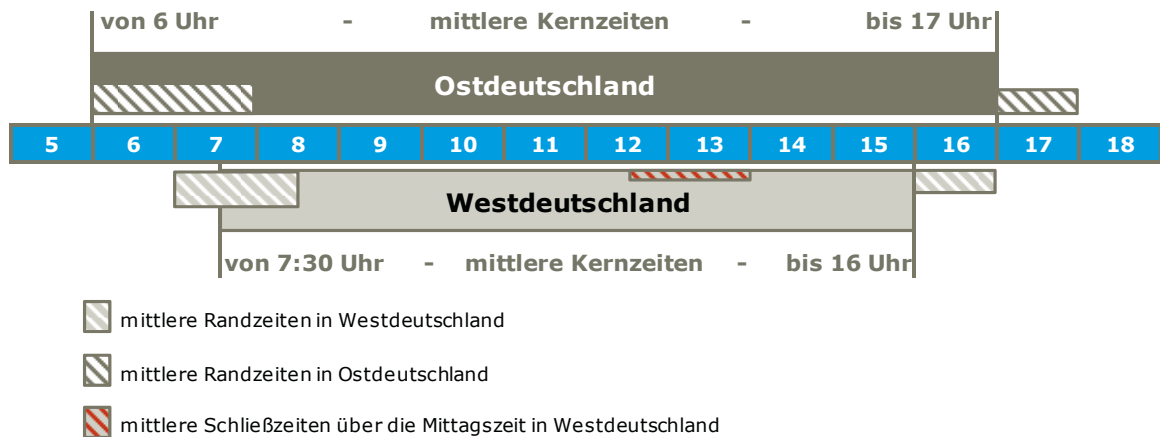 von 6 Uhr - mittlere Kernzeiten - bis 17 Uhr
Ostdeutschland
5 6 7 8 9 10 11 12 13 14 15 16 17 18
Westdeutschland
von 7:30 Uhr - mittlere Kernzeiten - bis 16 Uhr
mittlere Randzeiten in Westdeutschland
mittlere Randzeiten in Ostdeutschland
mittlere Schließzeiten über die Mittagszeit in Westdeutschland